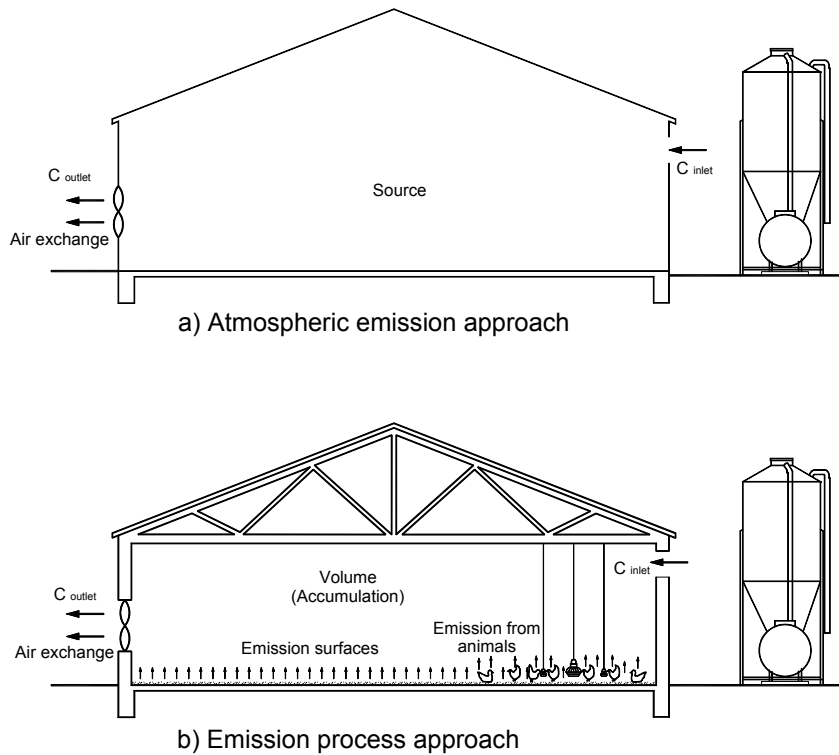 C outlet
Air exchange
Source
C inlet
a) Atmospheric emission approach
C outlet
Air exchange
Volume
(Accumulation)
Emission surfaces
Emission from
animals
C inlet
b) Emission process approach